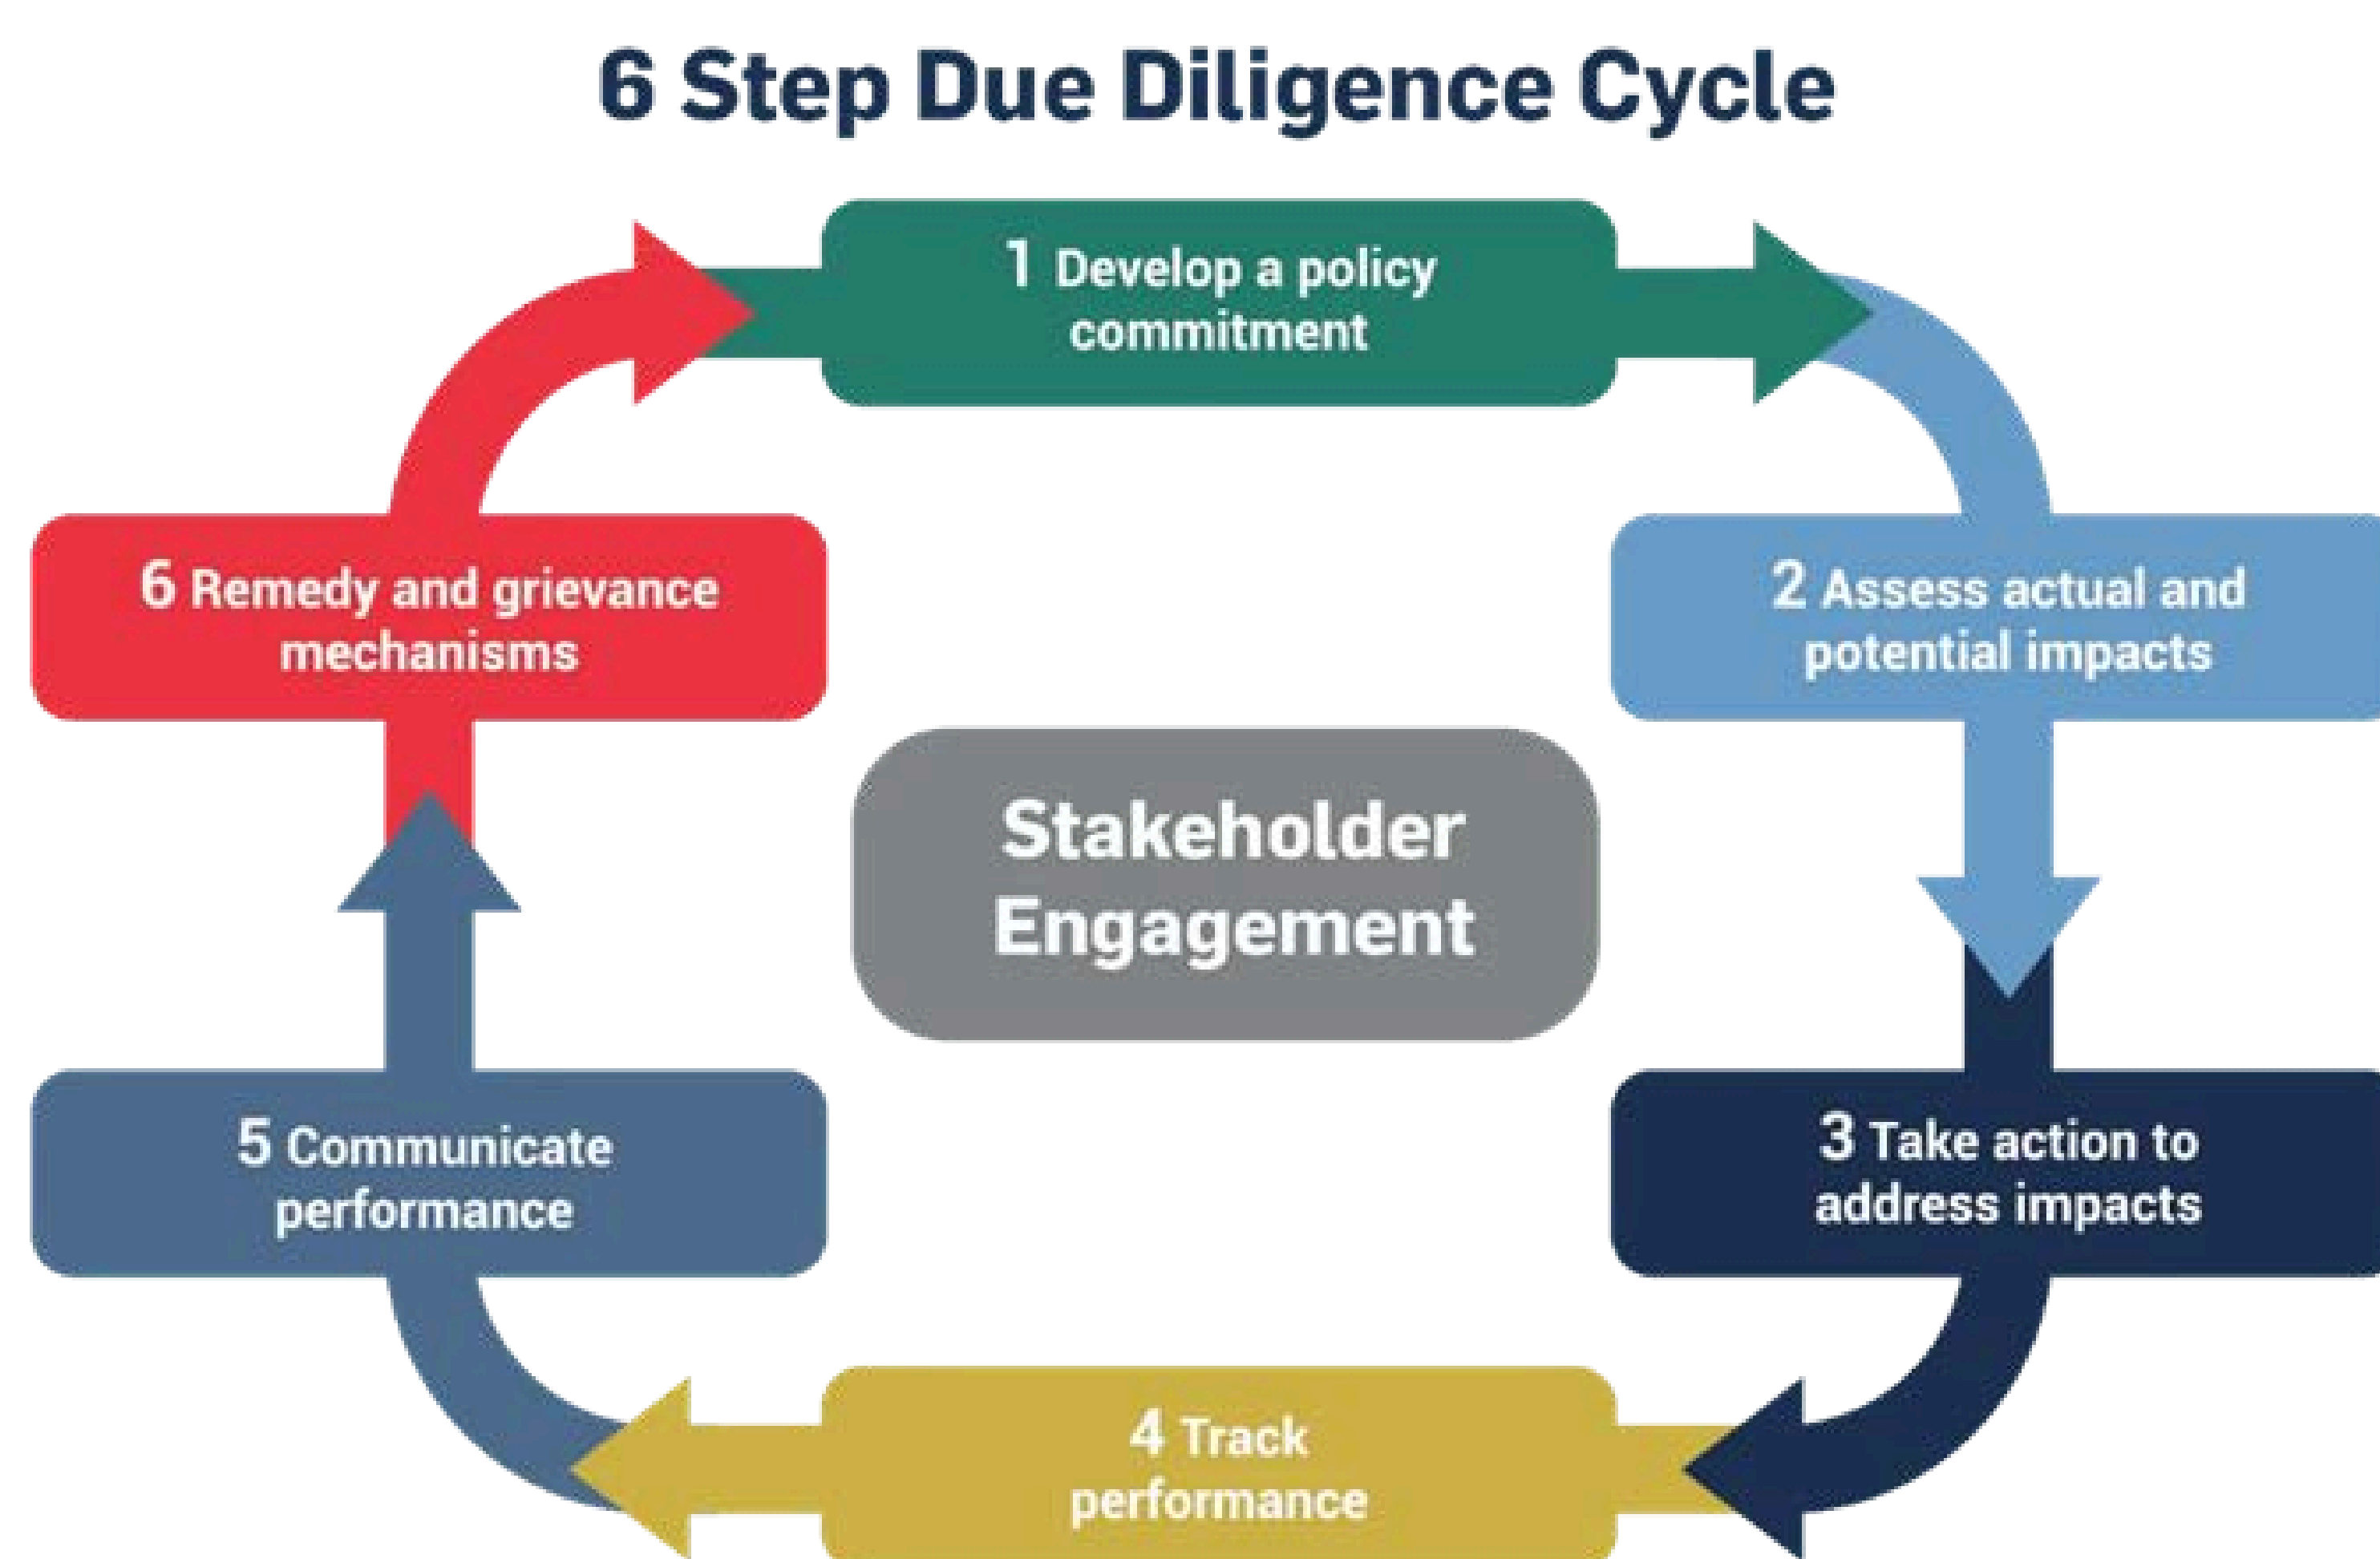 6 Step Due Diligence Cycle
1 Develop a policy
commitment
2 Assess actual and
potential impacts
3 Take action to
address impacts
4 Track
performance
5 Communicate
performance
6 Remedy and grievance
mechanisms
Stakeholder
Engagement